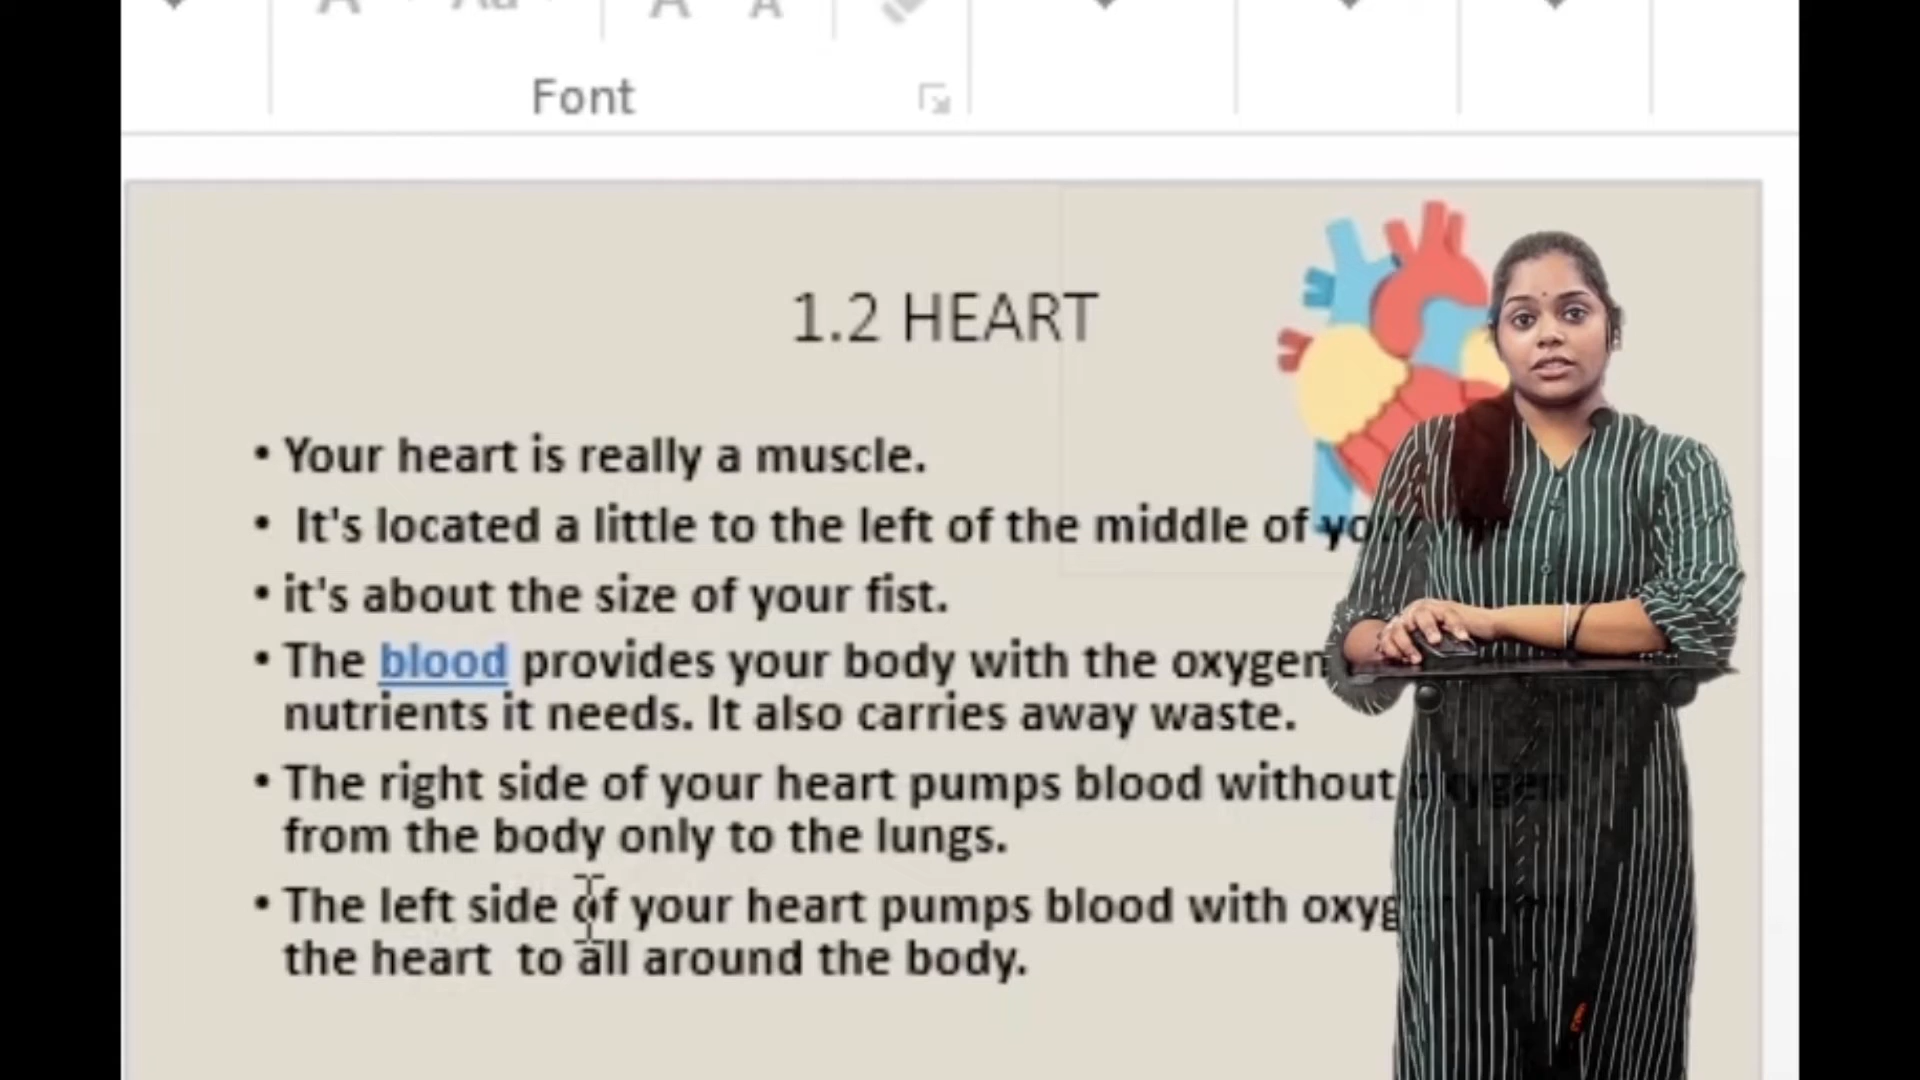 Font
1.2 HEART
• Your heart is really a muscle.
• It's located a little to the left of the middle of
• it's about the size of your fist.
• The blood provides your body with the oxygen
nutrients it needs. It also carries away waste.
• The right side of your heart pumps blood without oxygen
from the body only to the lungs.
• The left side of your heart pumps blood with
the heart to all around the body.